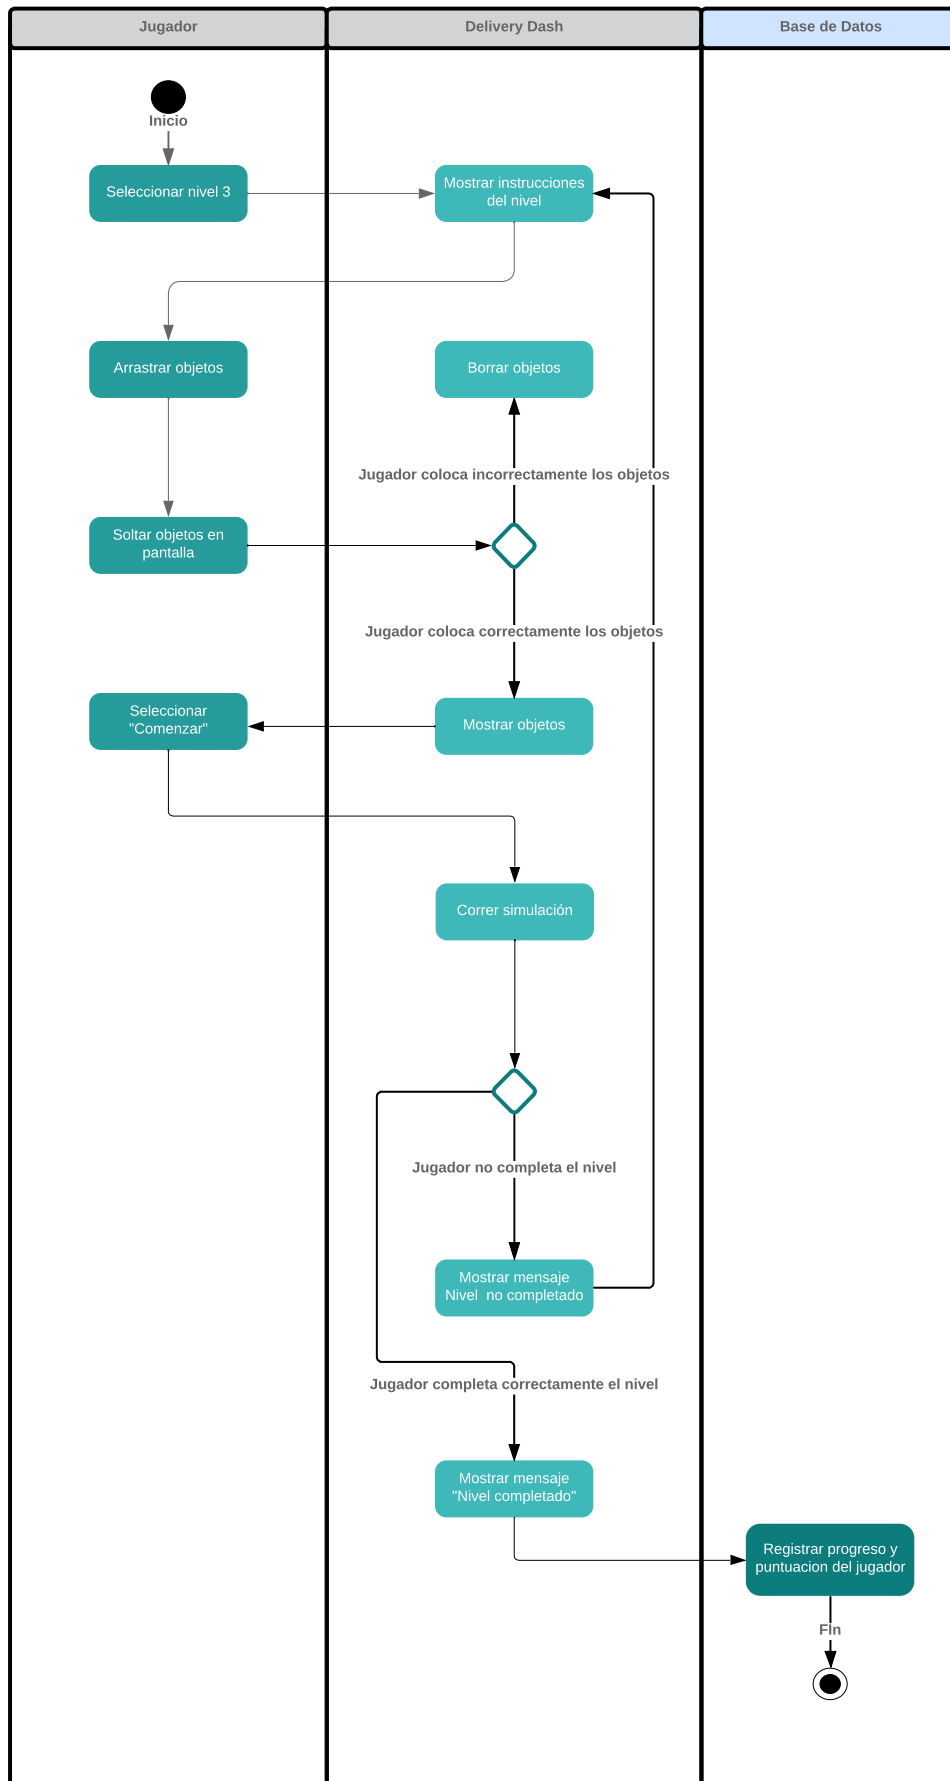 Jugador
Delivery Dash
Base de Datos
Inicio
Seleccionar nivel 3
Mostrar instrucciones
del nivel
Arrastrar objetos
Borrar objetos
Jugador coloca incorrectamente los objetos
Soltar objetos en
pantalla
Jugador coloca correctamente los objetos
Seleccionar
"Comenzar"
Mostrar objetos
Correr simulación
Jugador no completa el nivel
Mostrar mensaje
Nivel  no completado
Jugador completa correctamente el nivel
Mostrar mensaje
"Nivel completado"
Registrar progreso y
puntuacion del jugador
FIn